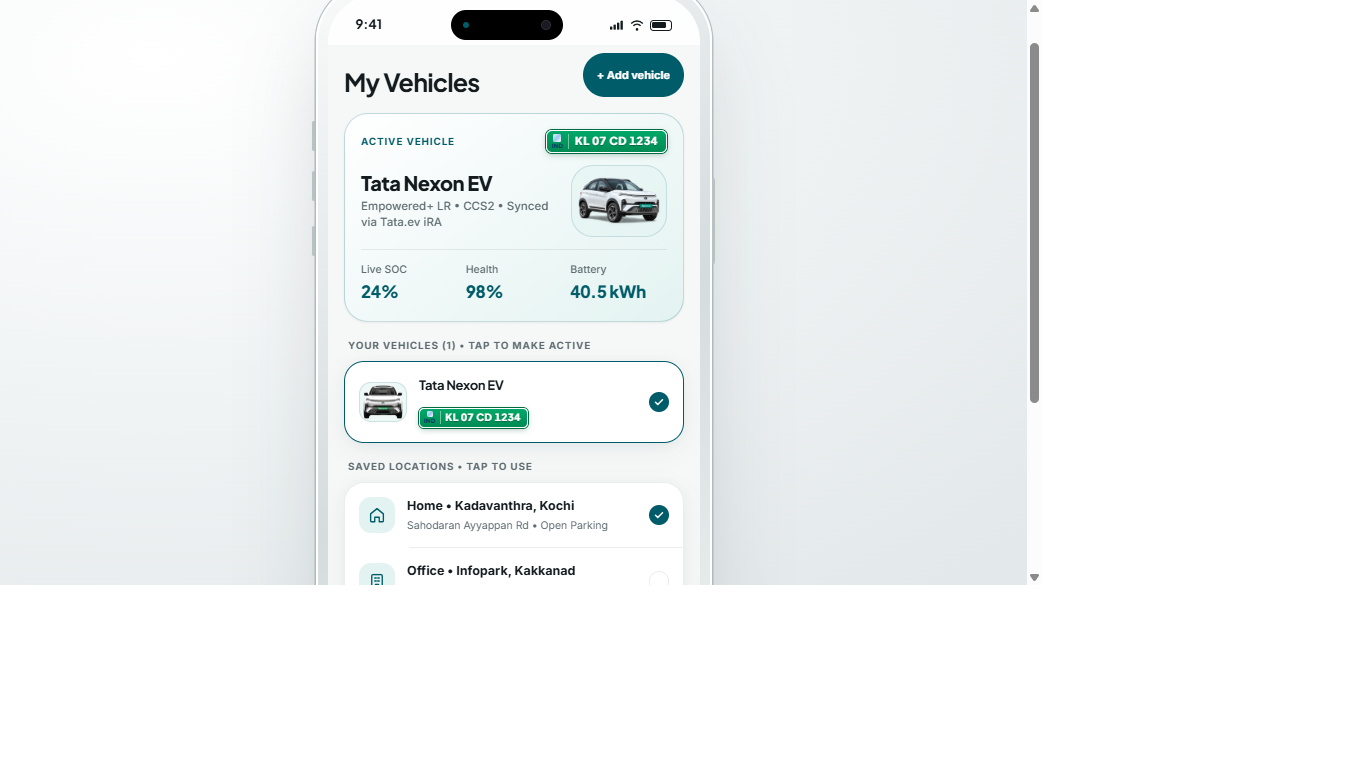 9:41
My Vehicles
+ Add vehicle
ACTIVE VEHICLE
IND KL 07 CD 1234
Tata Nexon EV
Empowered+ LR • CCS2 • Synced
via Tata.ev iRA
Live SOC
Health
Battery
24%
98%
40.5 kWh
YOUR VEHICLES (1) • TAP TO MAKE ACTIVE
Tata Nexon EV
IND KL 07 CD 1234
SAVED LOCATIONS • TAP TO USE
Home • Kadavanthra, Kochi
Sahodaran Ayyappan Rd • Open Parking
Office • Infopark, Kakkanad